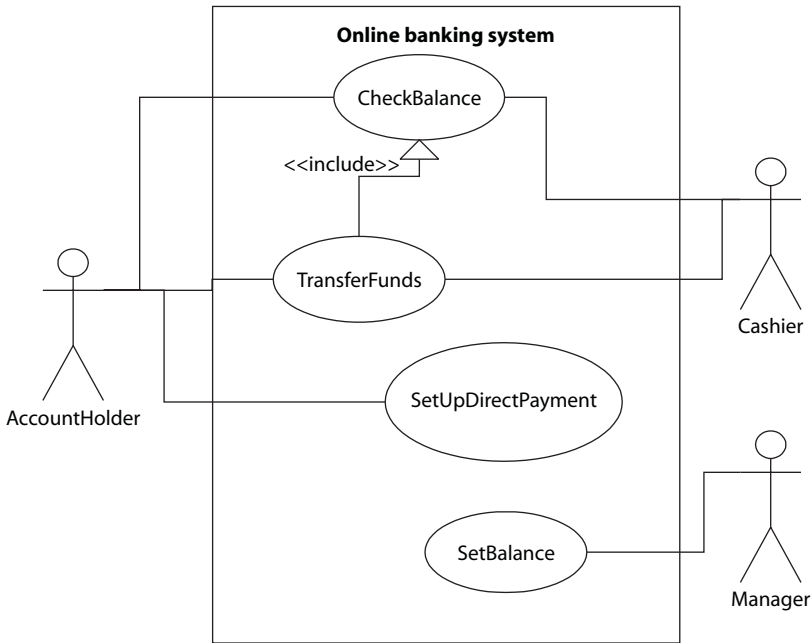 Online banking system
CheckBalance
<<include>>
TransferFunds
Cashier
SetUpDirectPayment
AccountHolder
SetBalance
Manager